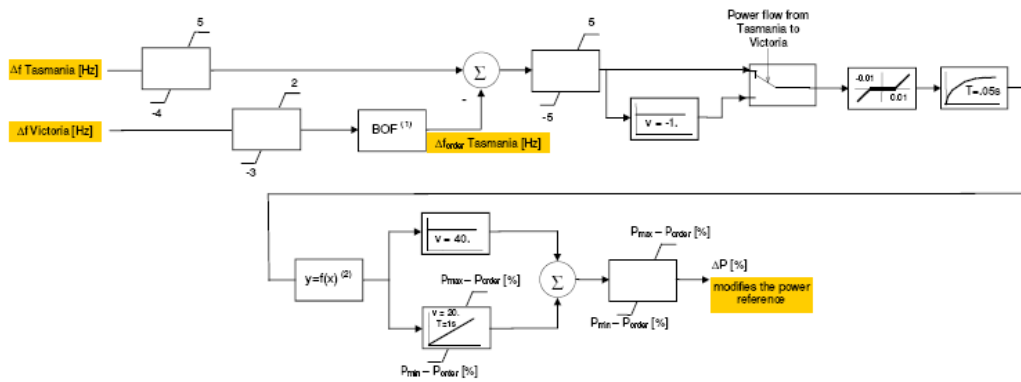 5
Δf Tasmania [Hz]
-4
Σ
-
5
-5
Power flow from
Tasmania to
Victoria
v = -1.
-0.01
0.01
T=.05s
2
Δf Victoria [Hz]
-3
BOF (1)
Δforder Tasmania [Hz]
y=f(x) (2)
v = 40.
Pmax – Porder [%]
v = 20.
T=1s
Pmin – Porder [%]
Σ
Pmax – Porder [%]
Pmin – Porder [%]
ΔP [%]
modifies the power
reference